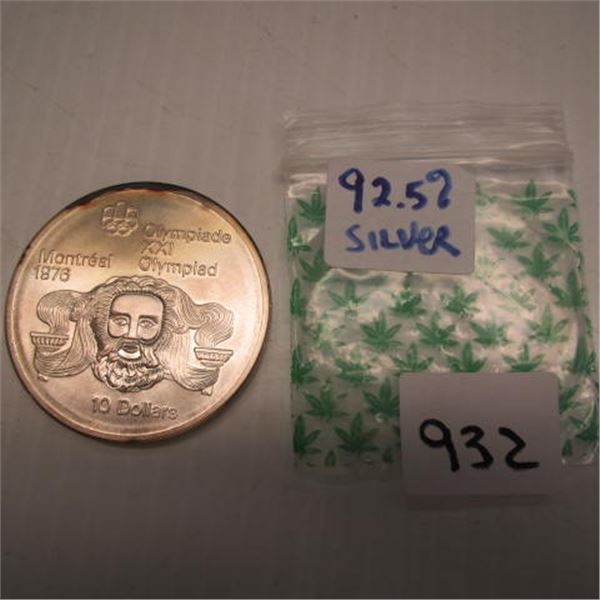 Olympiade
XXI
Olympiad
Montréal
1976
10 Dollars
92.5%
SILVER
932